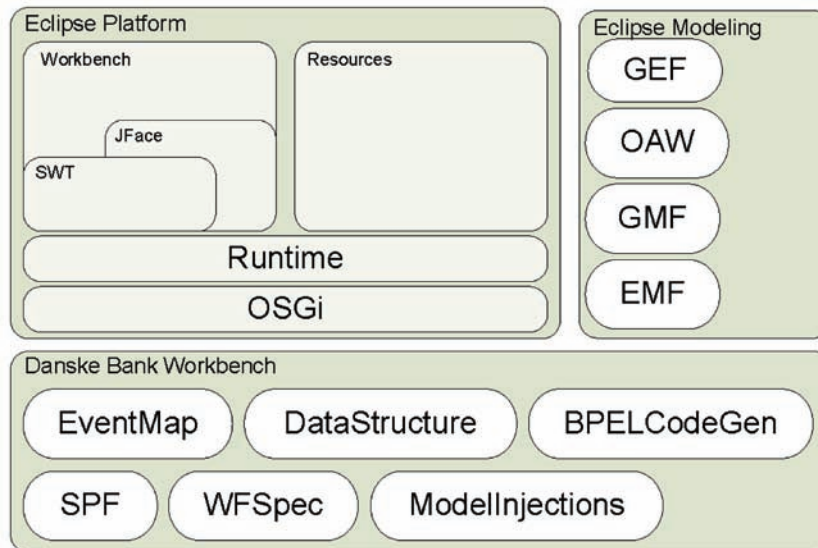 Eclipse Platform
Workbench
JFace
SWT
Resources
Runtime
OSGi
Eclipse Modeling
GEF
OAW
GMF
EMF
Danske Bank Workbench
EventMap
DataStructure
BPELCodeGen
SPF
WFSpec
ModelInjections